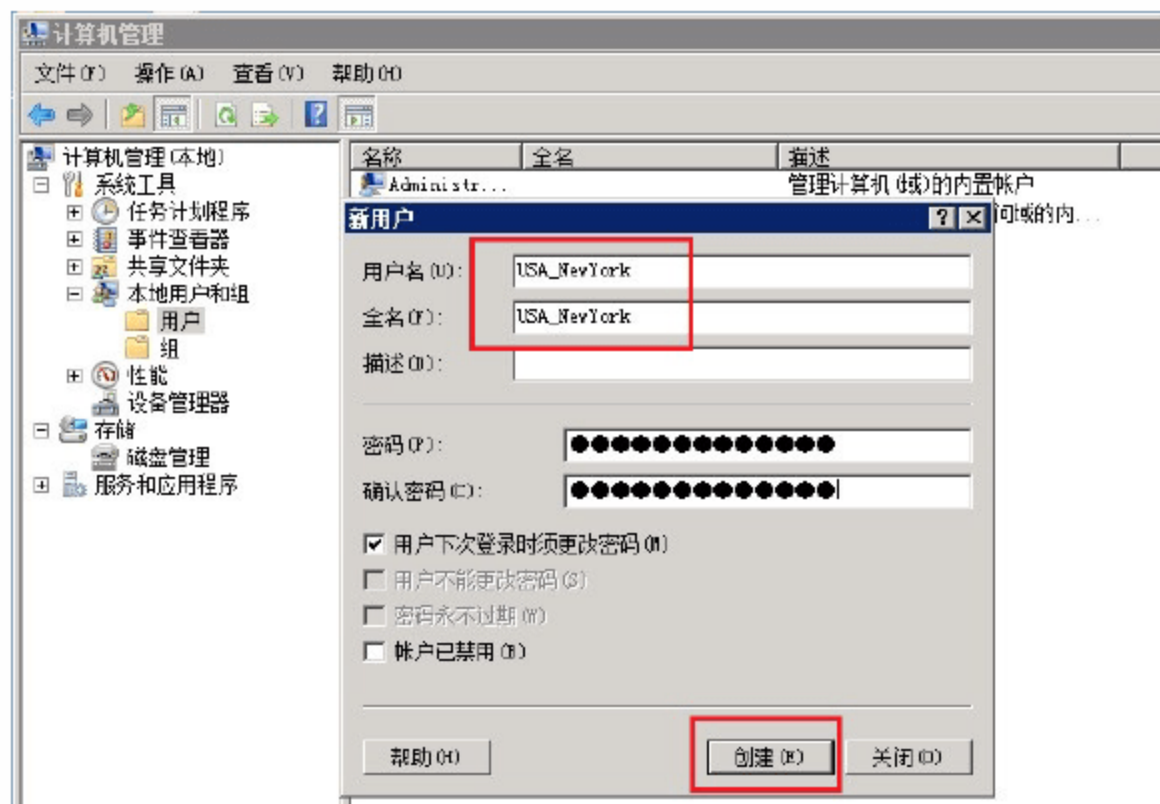 计算机管理
文件(F) 操作(A) 查看(V) 帮助(H)
计算机管理(本地)
系统工具
任务计划程序
事件查看器
共享文件夹
本地用户和组
用户
组
性能
设备管理器
存储
磁盘管理
服务和应用程序
名称 全名 描述
Administr... 管理计算机(域)的内置帐户
问域的内...
新用户
用户名(U): USA_NewYork
全名(F): USA_NewYork
描述(D):
密码(P): ●●●●●●●●●●●●●
确认密码(C): ●●●●●●●●●●●●●
用户下次登录时须更改密码(M)
用户不能更改密码(S)
密码永不过期(W)
帐户已禁用(B)
帮助(H) 创建(E) 关闭(O)